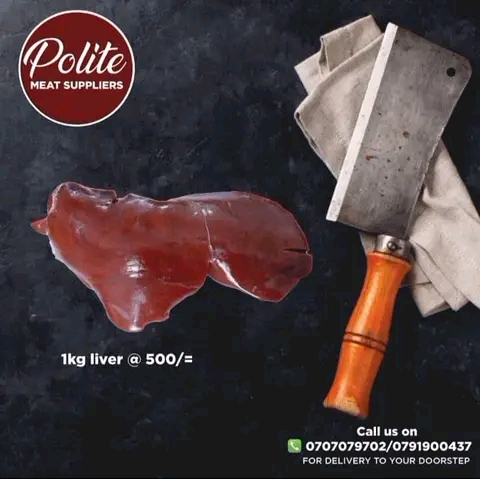 Polite
MEAT SUPPLIERS
1kg liver @ 500/=
Call us on
0707079702/0791900437
FOR DELIVERY TO YOUR DOORSTEP